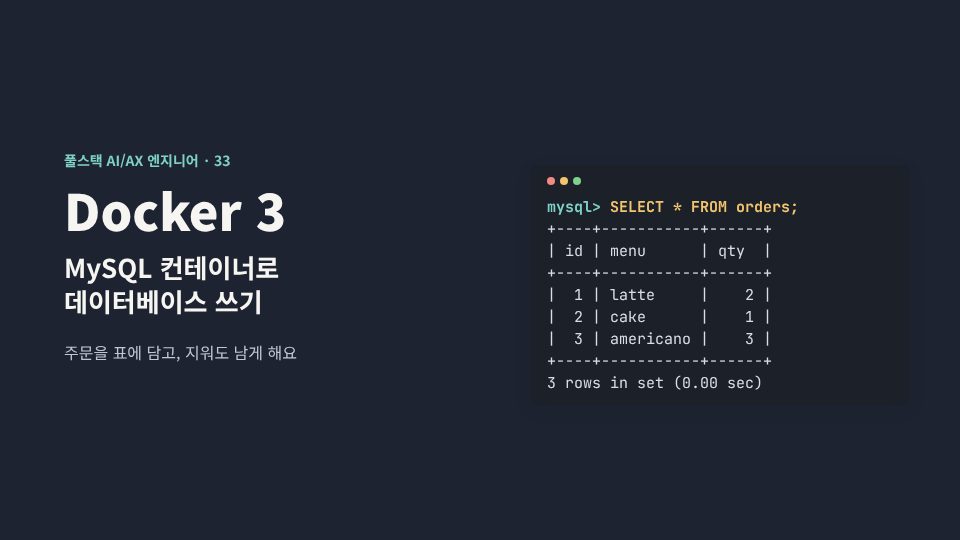 풀스택 AI/AX 엔지니어 · 33
Docker 3
MySQL 컨테이너로
데이터베이스 쓰기
주문을 표에 담고, 지워도 남게 해요
mysql> SELECT * FROM orders;
+----+-----------+------+
| id | menu      | qty  |
+----+-----------+------+
|  1 | latte     |    2 |
|  2 | cake      |    1 |
|  3 | americano |    3 |
+----+-----------+------+
3 rows in set (0.00 sec)